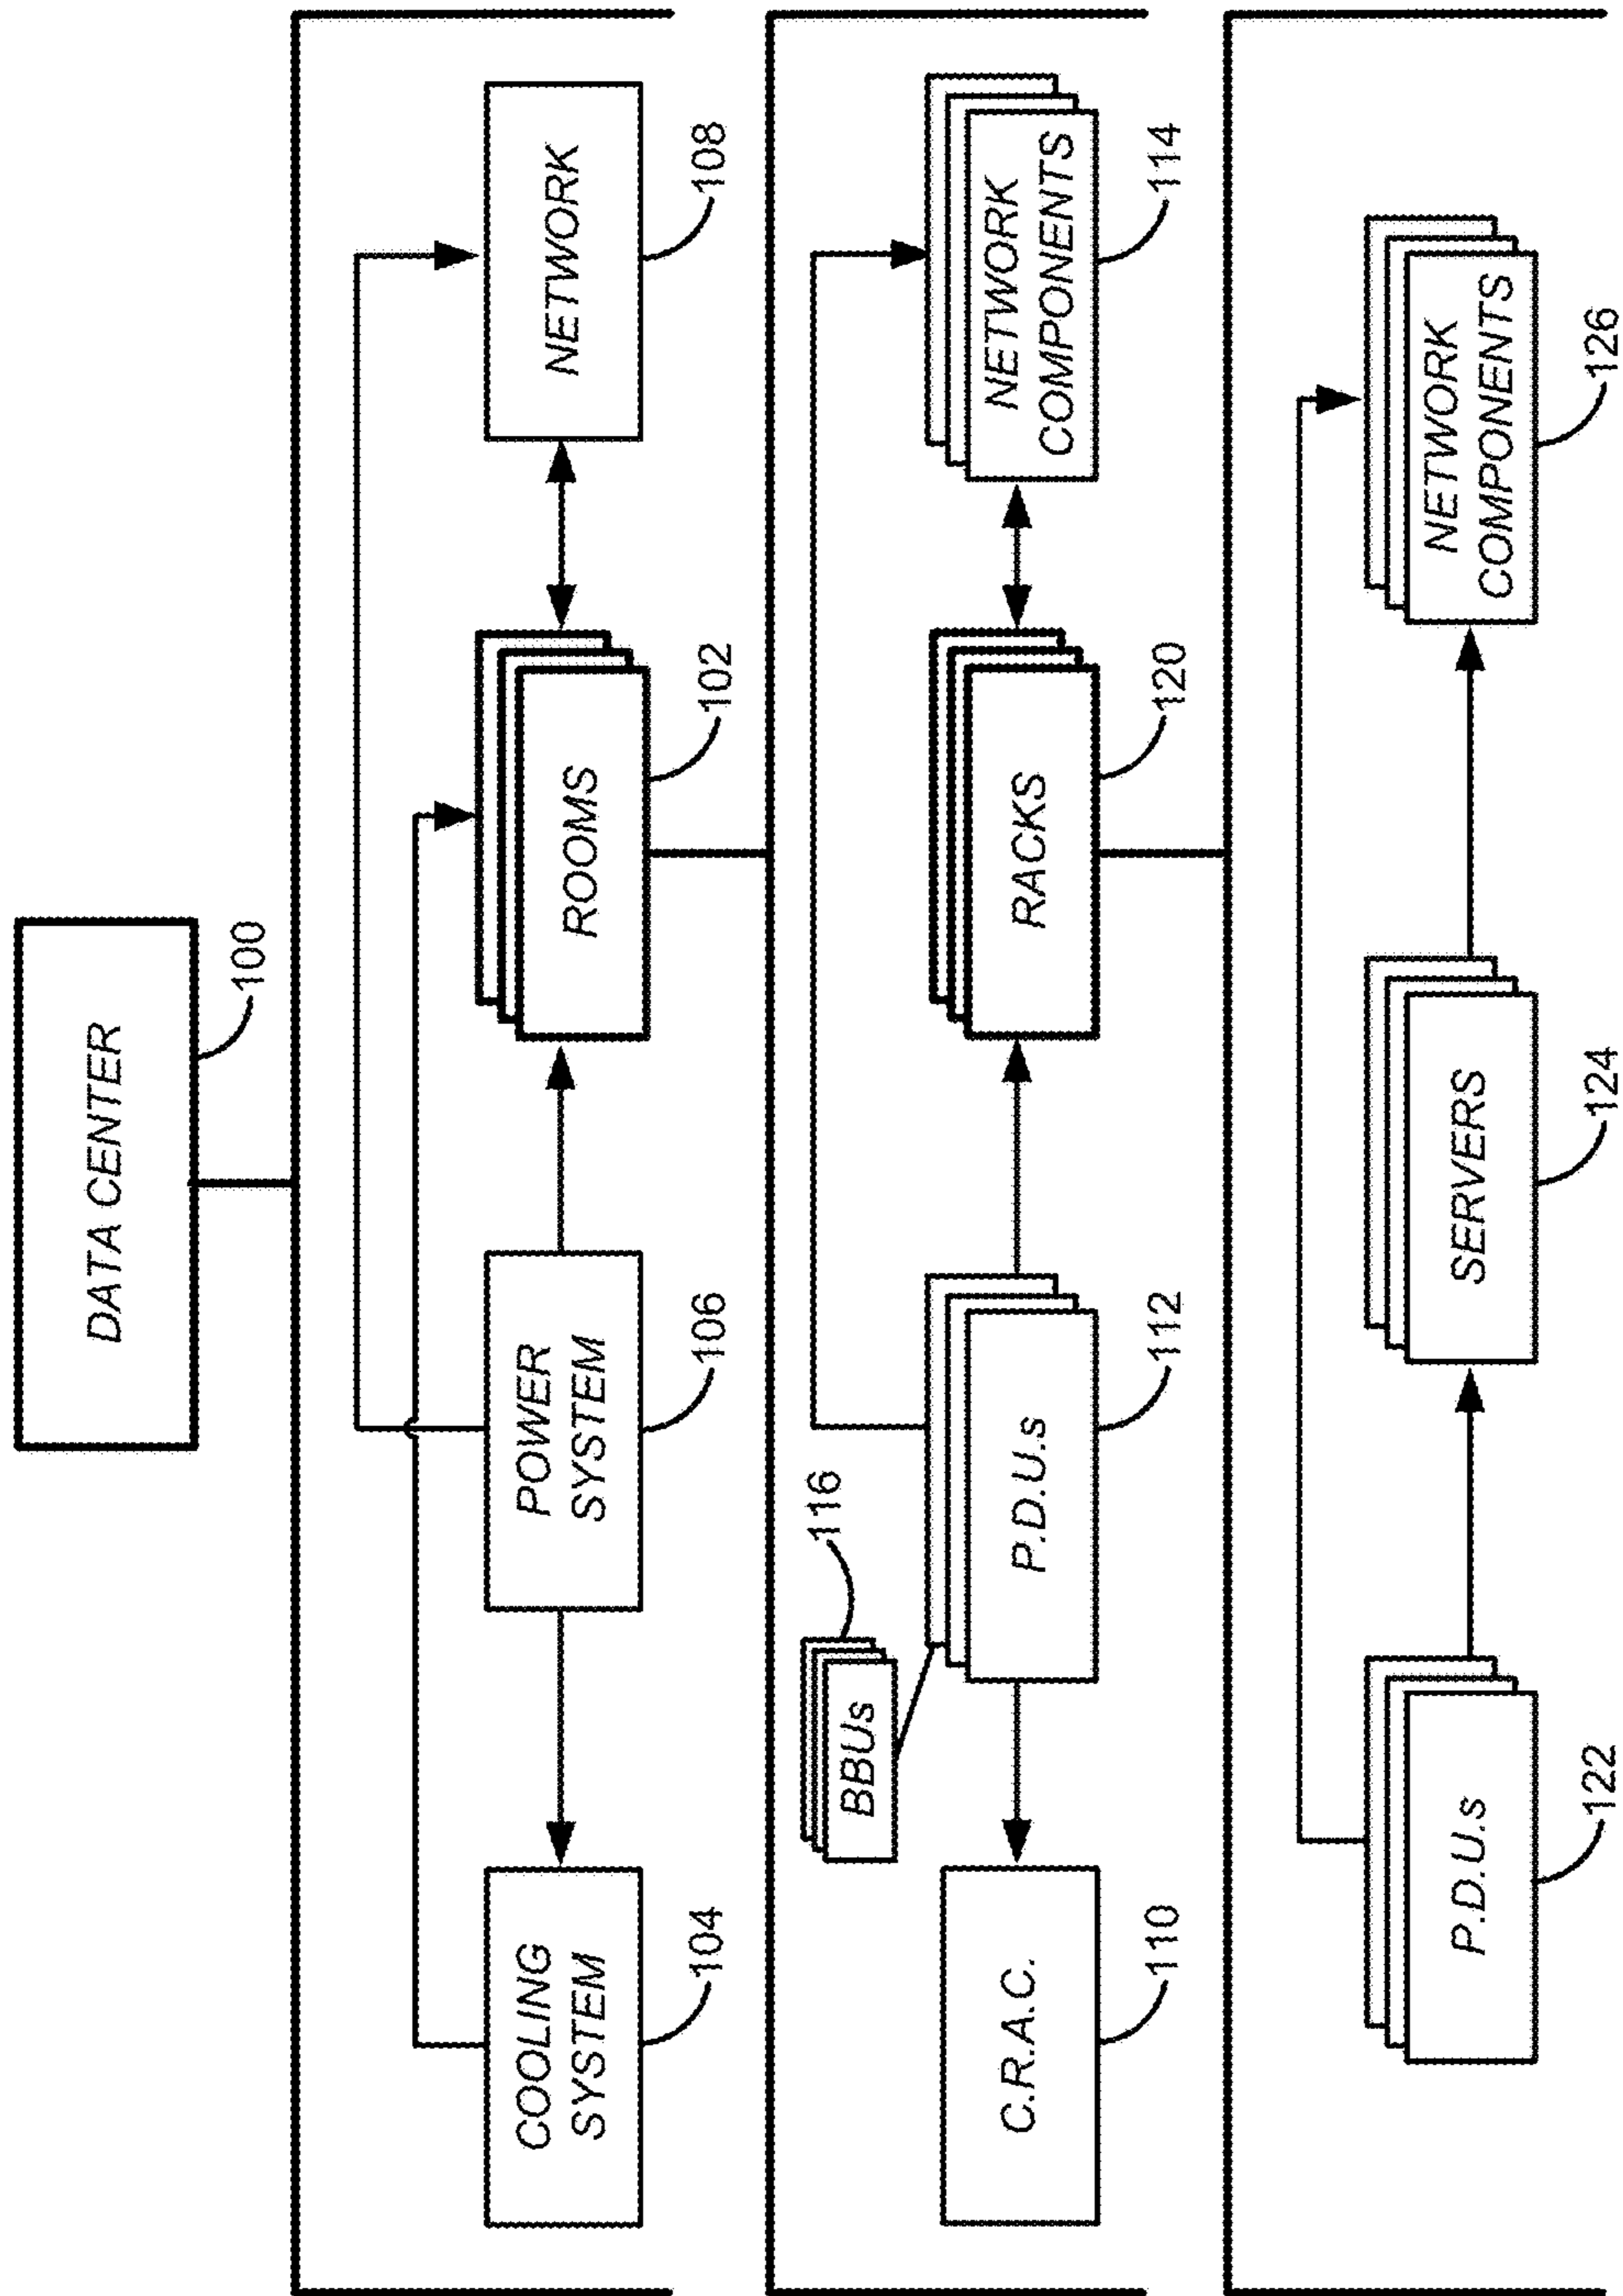 DATA CENTER
100
COOLING
SYSTEM
104
POWER
SYSTEM
106
ROOMS
102
NETWORK
108
BBUs
116
C.R.A.C.
110
P.D.U.s
112
RACKS
120
NETWORK
COMPONENTS
114
P.D.U.s
122
SERVERS
124
NETWORK
COMPONENTS
126